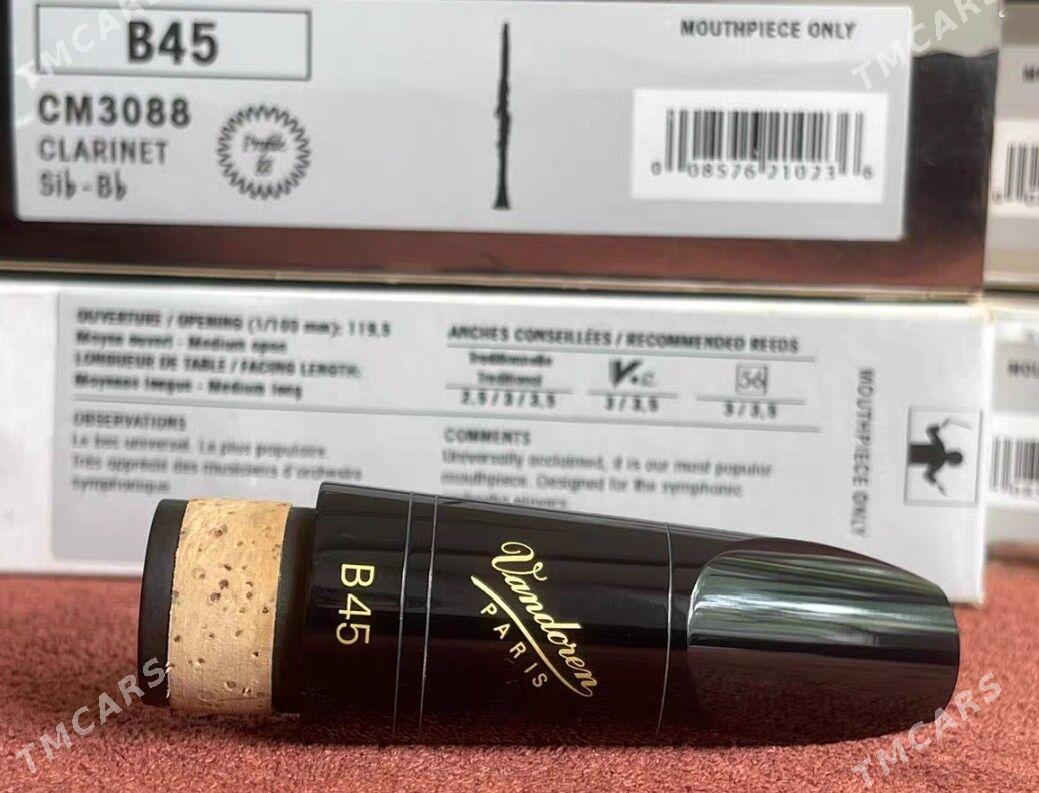 B45
MOUTHPIECE ONLY
CM3088
CLARINET
Sib - Bb
Profile
88
0 08576 21023 6
OUVERTURE / OPENING (1/100 mm): 119,5
Moyen ouvert - Medium open
LONGUEUR DE TABLE / FACING LENGTH:
Moyennes longue - Medium long
ARCHES CONSEILLÉES / RECOMMENDED REEDS
Traditionnelle
Traditional
V•c.
56
2,5 / 3 / 3,5
3 / 3,5
3 / 3,5
OBSERVATIONS
Le bec universel. Le plus populaire.
Très apprécié des musiciens d'orchestre
symphonique
COMMENTS
Universally acclaimed, it is our most popular
mouthpiece. Designed for the symphonic
MOUTHPIECE ONLY
B45
Vandoren
PARIS
TMCARS
TMCARS
TMCARS
TMCARS